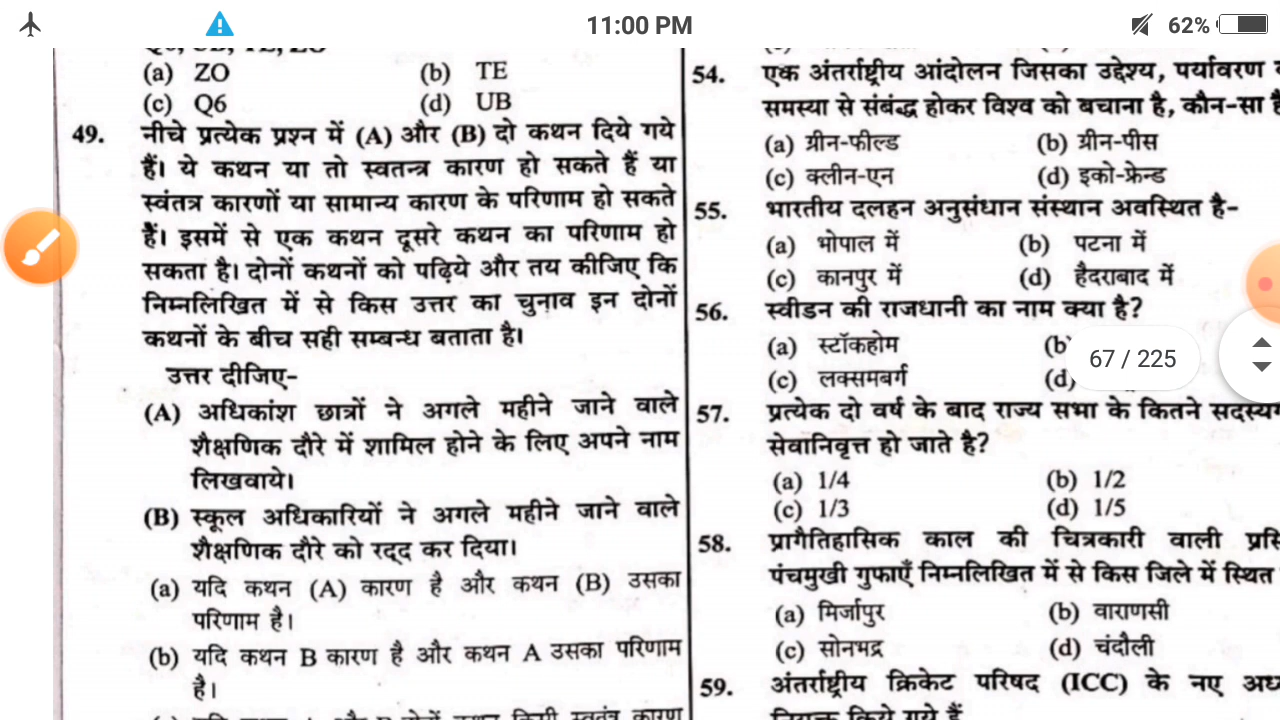 11:00 PM
62%
(a) ZO (b) TE
(c) Q6 (d) UB
49. नीचे प्रत्येक प्रश्न में (A) और (B) दो कथन दिये गये
हैं। ये कथन या तो स्वतन्त्र कारण हो सकते हैं या
स्वंतत्र कारणों या सामान्य कारण के परिणाम हो सकते
हैं। इसमें से एक कथन दूसरे कथन का परिणाम हो
सकता है। दोनों कथनों को पढ़िये और तय कीजिए कि
निम्नलिखित में से किस उत्तर का चुनाव इन दोनों
कथनों के बीच सही सम्बन्ध बताता है।
उत्तर दीजिए-
(A) अधिकांश छात्रों ने अगले महीने जाने वाले
शैक्षणिक दौरे में शामिल होने के लिए अपने नाम
लिखवाये।
(B) स्कूल अधिकारियों ने अगले महीने जाने वाले
शैक्षणिक दौरे को रद्द कर दिया।
(a) यदि कथन (A) कारण है और कथन (B) उसका
परिणाम है।
(b) यदि कथन B कारण है और कथन A उसका परिणाम
है।
54. एक अंतर्राष्ट्रीय आंदोलन जिसका उद्देश्य, पर्यावरण
समस्या से संबंद्ध होकर विश्व को बचाना है, कौन-सा
(a) ग्रीन-फील्ड (b) ग्रीन-पीस
(c) क्लीन-एन (d) इको-फ्रेन्ड
55. भारतीय दलहन अनुसंधान संस्थान अवस्थित है-
(a) भोपाल में (b) पटना में
(c) कानपुर में (d) हैदराबाद में
56. स्वीडन की राजधानी का नाम क्या है?
(a) स्टॉकहोम (b)
(c) लक्समबर्ग (d)
67 / 225
57. प्रत्येक दो वर्ष के बाद राज्य सभा के कितने सदस्य
सेवानिवृत्त हो जाते है?
(a) 1/4 (b) 1/2
(c) 1/3 (d) 1/5
58. प्रागैतिहासिक काल की चित्रकारी वाली
पंचमुखी गुफाएँ निम्नलिखित में से किस जिले में स्थित
(a) मिर्जापुर (b) वाराणसी
(c) सोनभद्र (d) चंदौली
59. अंतर्राष्ट्रीय क्रिकेट परिषद (ICC) के नए